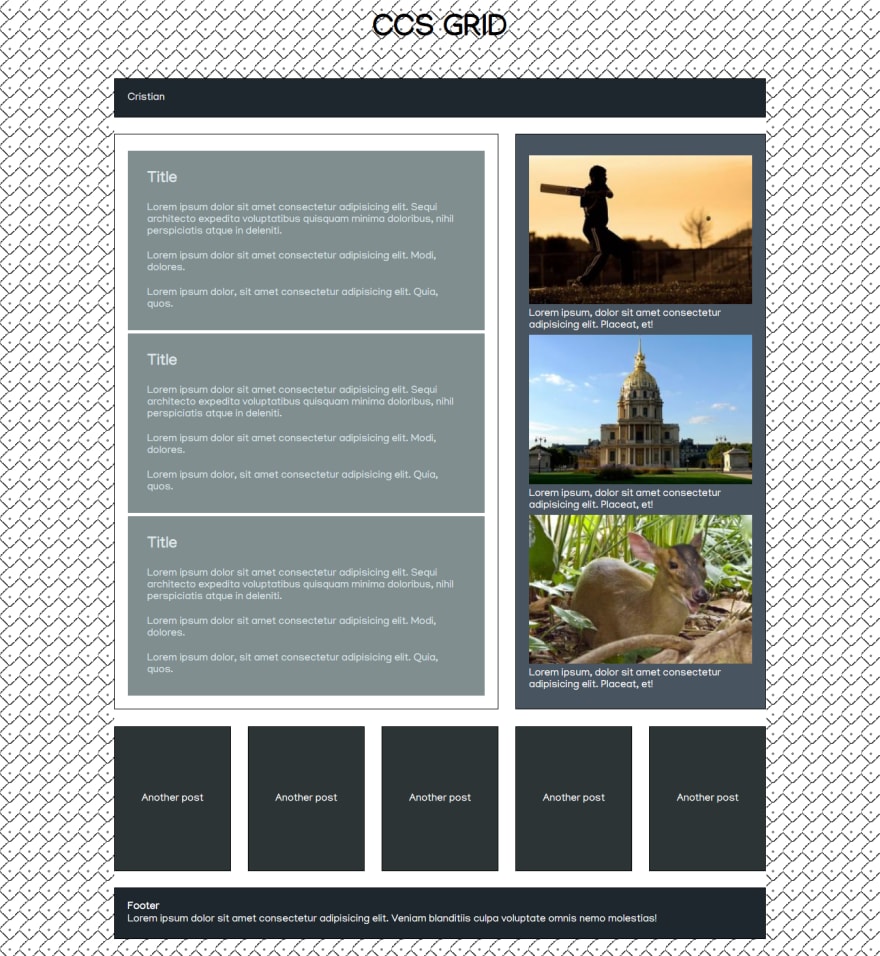 CCS GRID
Cristian
Title
Lorem ipsum dolor sit amet consectetur adipisicing elit. Sequi
architecto expedita voluptatibus quisquam minima doloribus, nihil
perspiciatis atque in deleniti.
Lorem ipsum dolor sit amet consectetur adipisicing elit. Modi,
dolores.
Lorem ipsum dolor, sit amet consectetur adipisicing elit. Quia,
quos.
Title
Lorem ipsum dolor sit amet consectetur adipisicing elit. Sequi
architecto expedita voluptatibus quisquam minima doloribus, nihil
perspiciatis atque in deleniti.
Lorem ipsum dolor sit amet consectetur adipisicing elit. Modi,
dolores.
Lorem ipsum dolor, sit amet consectetur adipisicing elit. Quia,
quos.
Title
Lorem ipsum dolor sit amet consectetur adipisicing elit. Sequi
architecto expedita voluptatibus quisquam minima doloribus, nihil
perspiciatis atque in deleniti.
Lorem ipsum dolor sit amet consectetur adipisicing elit. Modi,
dolores.
Lorem ipsum dolor, sit amet consectetur adipisicing elit. Quia,
quos.
Lorem ipsum, dolor sit amet consectetur
adipisicing elit. Placeat, et!
Lorem ipsum, dolor sit amet consectetur
adipisicing elit. Placeat, et!
Lorem ipsum, dolor sit amet consectetur
adipisicing elit. Placeat, et!
Another post
Another post
Another post
Another post
Another post
Footer
Lorem ipsum dolor sit amet consectetur adipisicing elit. Veniam blanditiis culpa voluptate omnis nemo molestias!